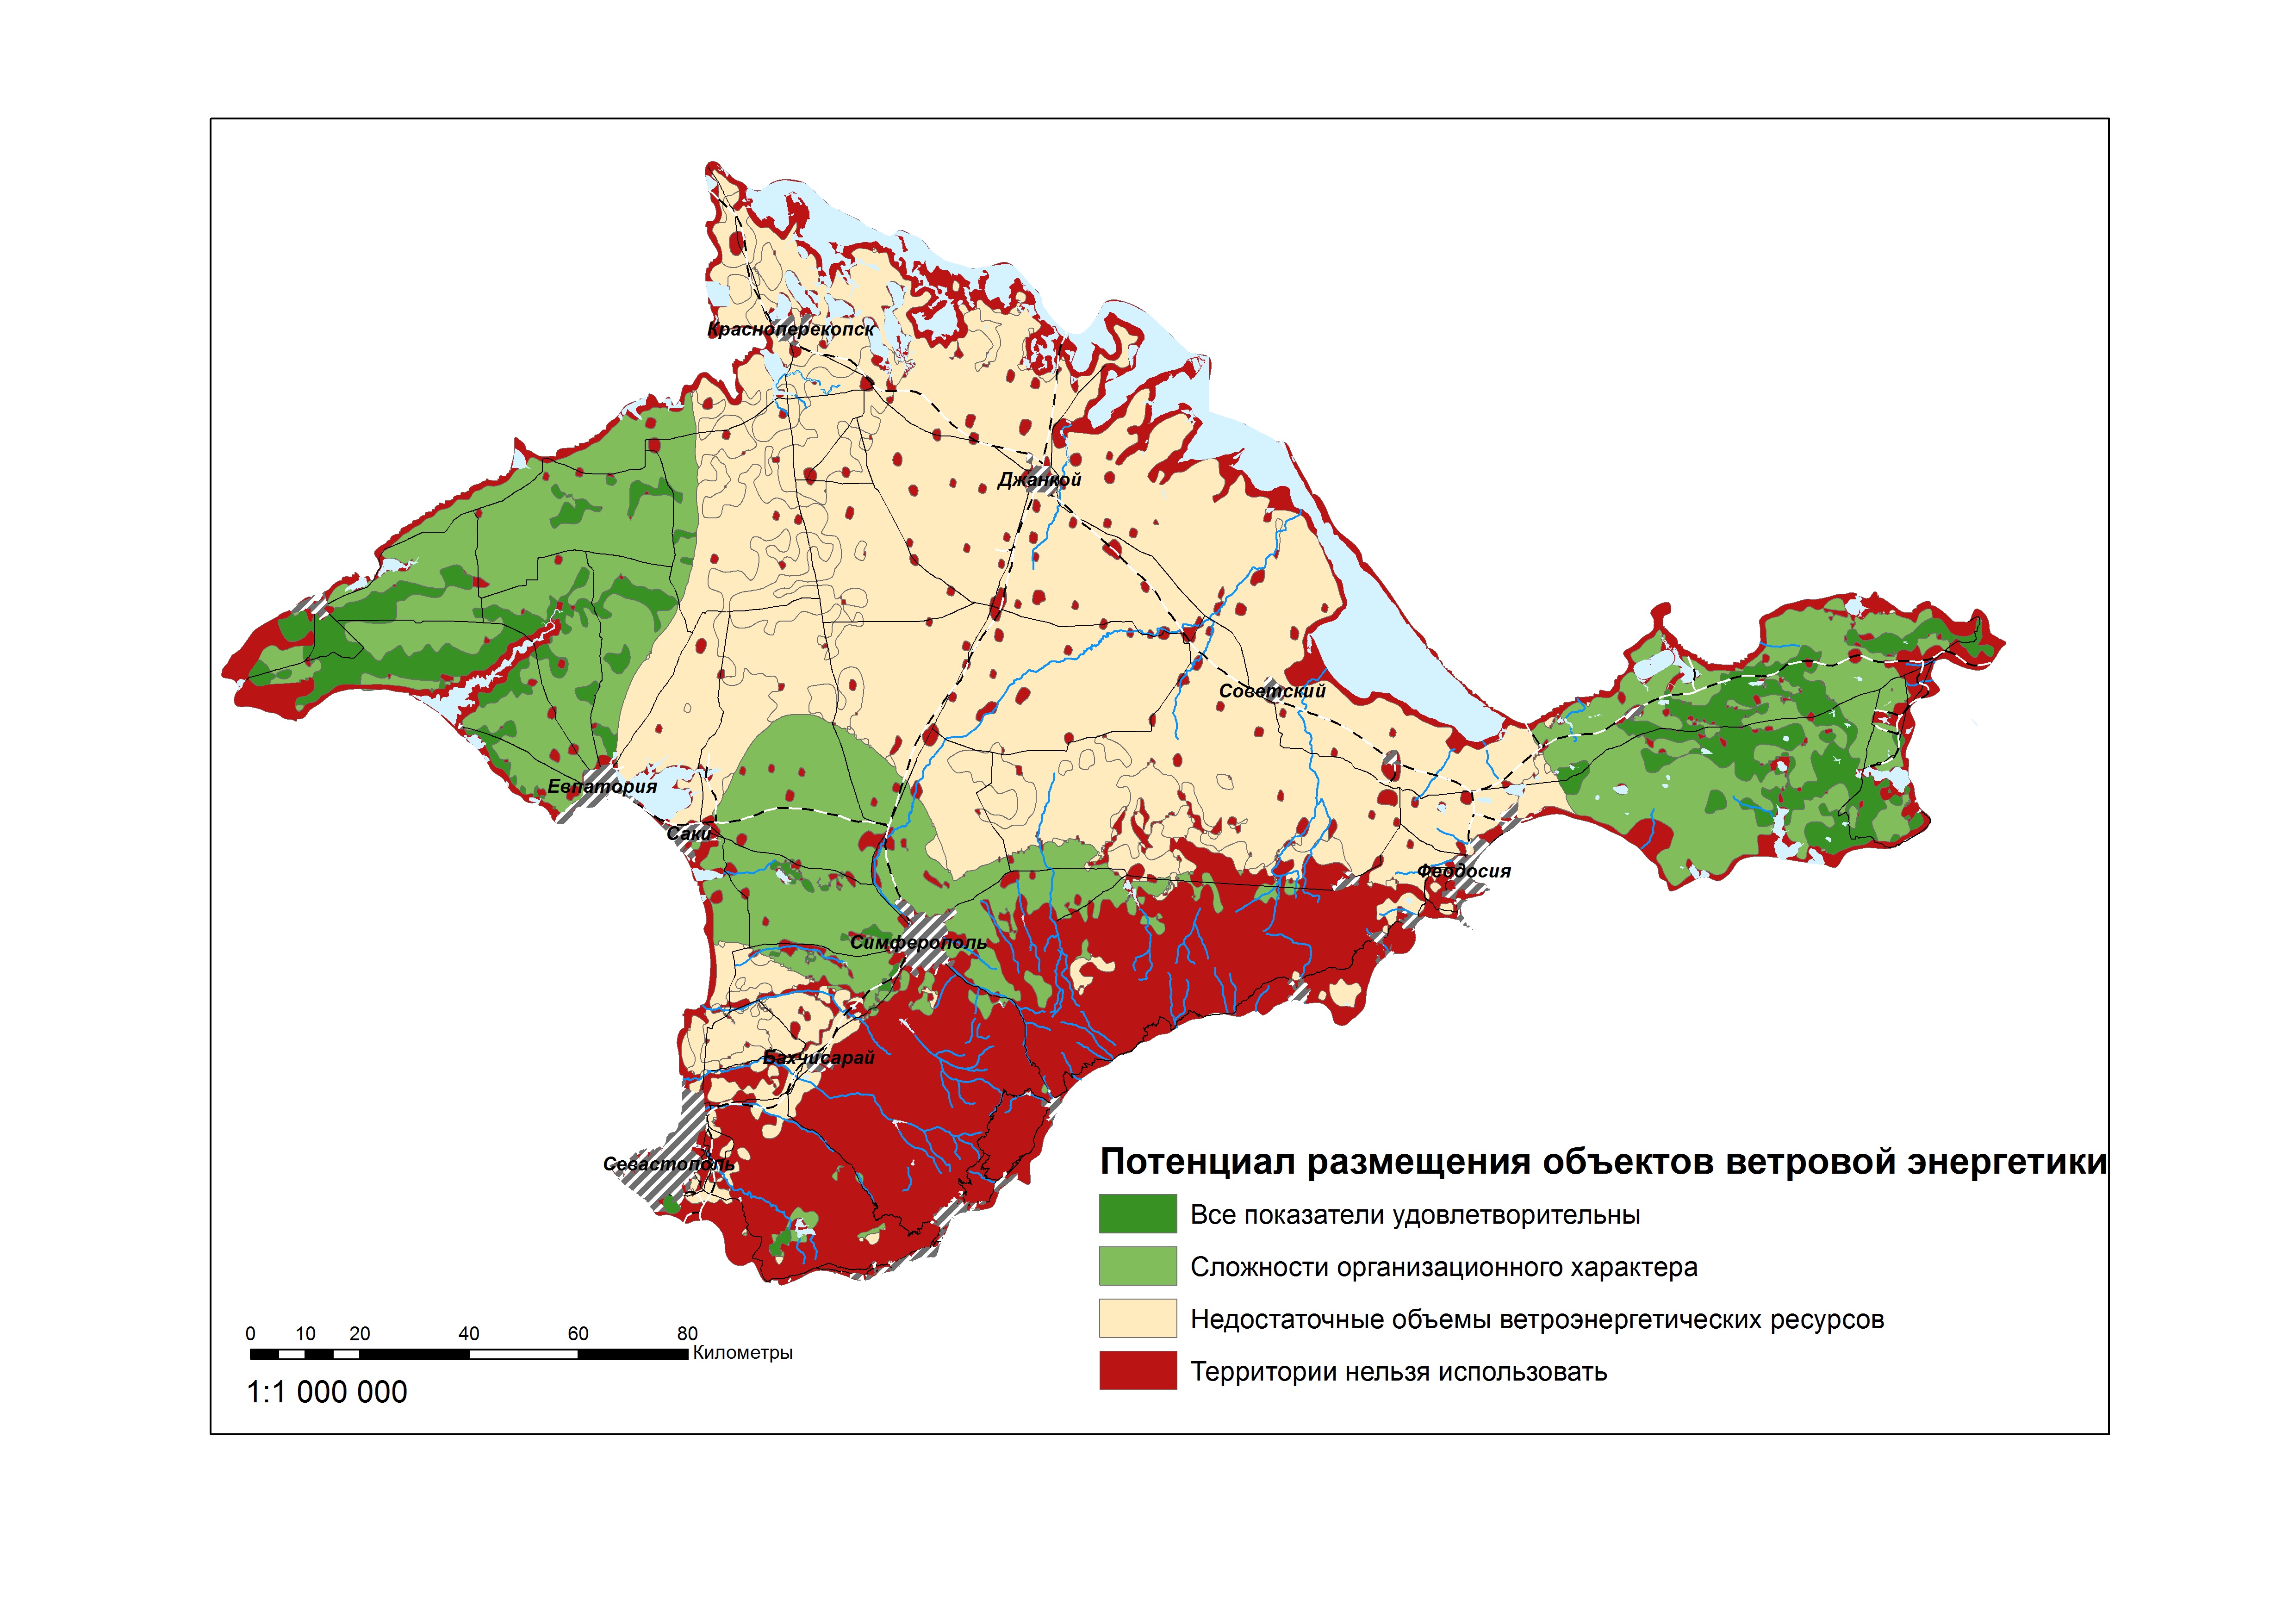 Красноперекопск
Джанкой
Советский
Евпатория
Саки
Феодосия
Симферополь
Бахчисарай
Севастополь
Потенциал размещения объектов ветровой энергетики
Все показатели удовлетворительны
Сложности организационного характера
Недостаточные объемы ветроэнергетических ресурсов
Территории нельзя использовать
0 10 20 40 60 80
Километры
1:1 000 000